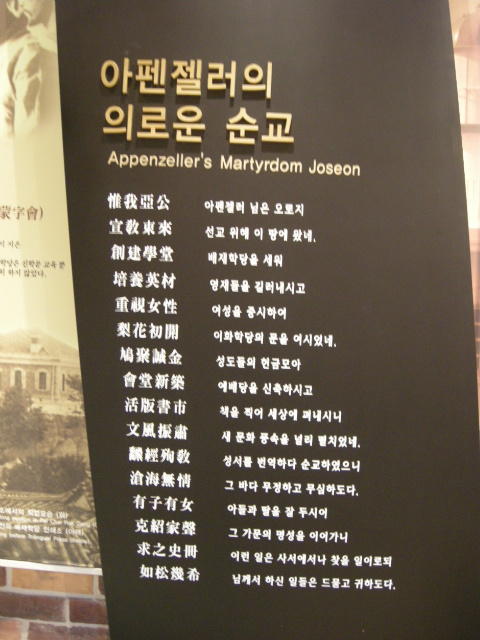 아펜젤러의
의로운 순교
Appenzeller's Martyrdom Joseon
惟我亞公 아펜젤러 님은 오로지
宣敎東來 선교 위해 이 땅에 왔네.
創建學堂 배재학당을 세워
培養英材 영재들을 길러내시고
重視女性 여성을 중시하여
梨花初開 이화학당의 문을 여시었네.
鳩聚誠金 성도들의 헌금모아
會堂新築 예배당을 신축하시고
活版書市 책을 찍어 세상에 펴내시니
文風振肅 새 문화 풍속을 널리 펼치었네.
飜經殉敎 성서를 번역하다 순교하였으니
滄海無情 그 바다 무정하고 무심하도다.
有子有女 아들과 딸을 잘 두시어
克紹家聲 그 가문의 명성을 이어가니
求之史冊 이런 일은 사서에서나 찾을 일이로되
如松幾希 님께서 하신 일들은 드물고 귀하도다.
蒙字會)